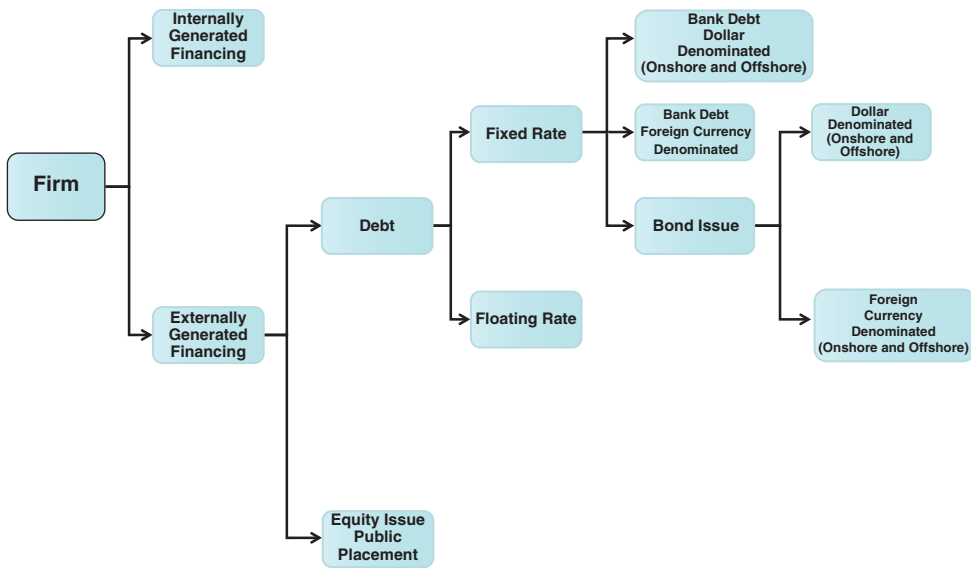 Internally
Generated
Financing
Bank Debt
Dollar
Denominated
(Onshore and Offshore)
Fixed Rate
Bank Debt
Foreign Currency
Denominated
Dollar
Denominated
(Onshore and
Offshore)
Firm
Debt
Bond Issue
Externally
Generated
Financing
Floating Rate
Foreign
Currency
Denominated
(Onshore and Offshore)
Equity Issue
Public
Placement